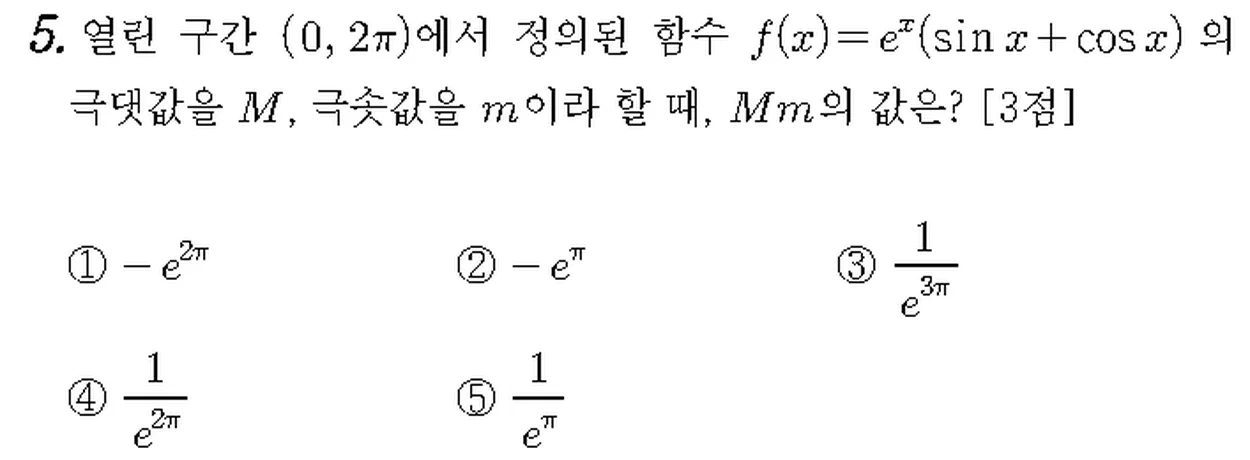 5. 열린 구간 (0, 2π)에서 정의된 함수 f(x)=eˣ(sin x+cos x) 의
극댓값을 M, 극솟값을 m이라 할 때, Mm의 값은? [3점]
① -e^{2π} ② -e^{π} ③ 1/e^{3π}
④ 1/e^{2π} ⑤ 1/e^{π}